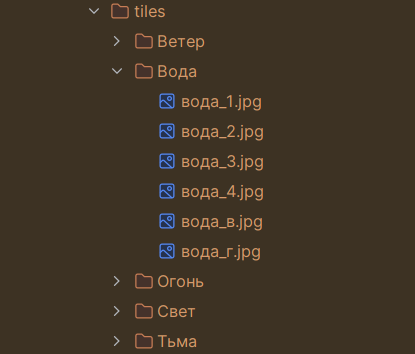 tiles
Ветер
Вода
вода_1.jpg
вода_2.jpg
вода_3.jpg
вода_4.jpg
вода_в.jpg
вода_г.jpg
Огонь
Свет
Тьма